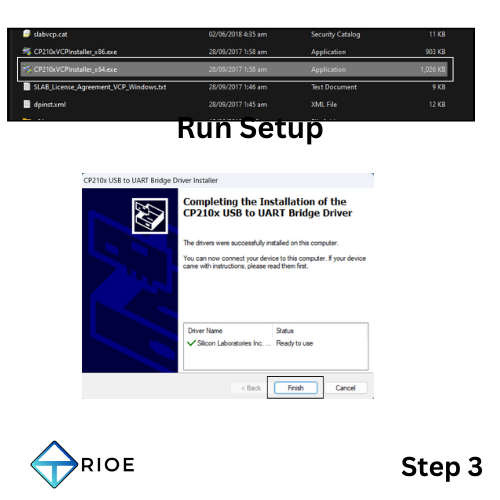 slabvcp.cat 02/06/2018 4:35 am Security Catalog 11 KB
CP210xVCPInstaller_x86.exe 28/09/2017 1:58 am Application 903 KB
CP210xVCPInstaller_x64.exe 28/09/2017 1:58 am Application 1,026 KB
SLAB_License_Agreement_VCP_Windows.txt 28/09/2017 1:46 am Text Document 9 KB
dpinst.xml 28/09/2017 1:45 am XML File 12 KB
Run Setup
CP210x USB to UART Bridge Driver Installer
Completing the Installation of the
CP210x USB to UART Bridge Driver
The drivers were successfully installed on this computer.
You can now connect your device to this computer. If your device
came with instructions, please read them first.
Driver Name Status
Silicon Laboratories Inc. ... Ready to use
< Back Finish Cancel
RIOE
Step 3